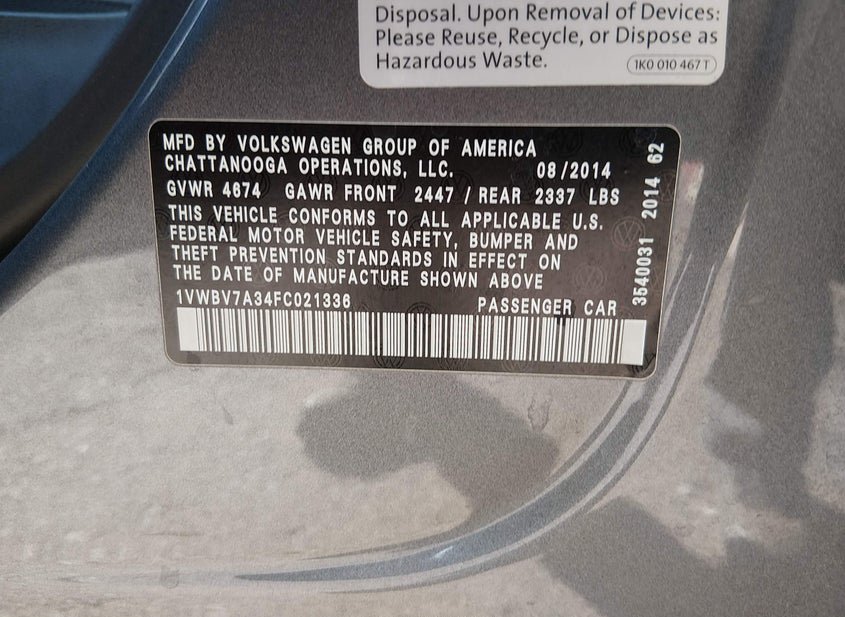 Disposal. Upon Removal of Devices:
Please Reuse, Recycle, or Dispose as
Hazardous Waste.
1K0 010 467 T
MFD BY VOLKSWAGEN GROUP OF AMERICA
CHATTANOOGA OPERATIONS, LLC. 08/2014
GVWR 4674 GAWR FRONT 2447 / REAR 2337 LBS
THIS VEHICLE CONFORMS TO ALL APPLICABLE U.S.
FEDERAL MOTOR VEHICLE SAFETY, BUMPER AND
THEFT PREVENTION STANDARDS IN EFFECT ON
THE DATE OF MANUFACTURE SHOWN ABOVE
1VWBV7A34FC021336 PASSENGER CAR
3540031 2014 62